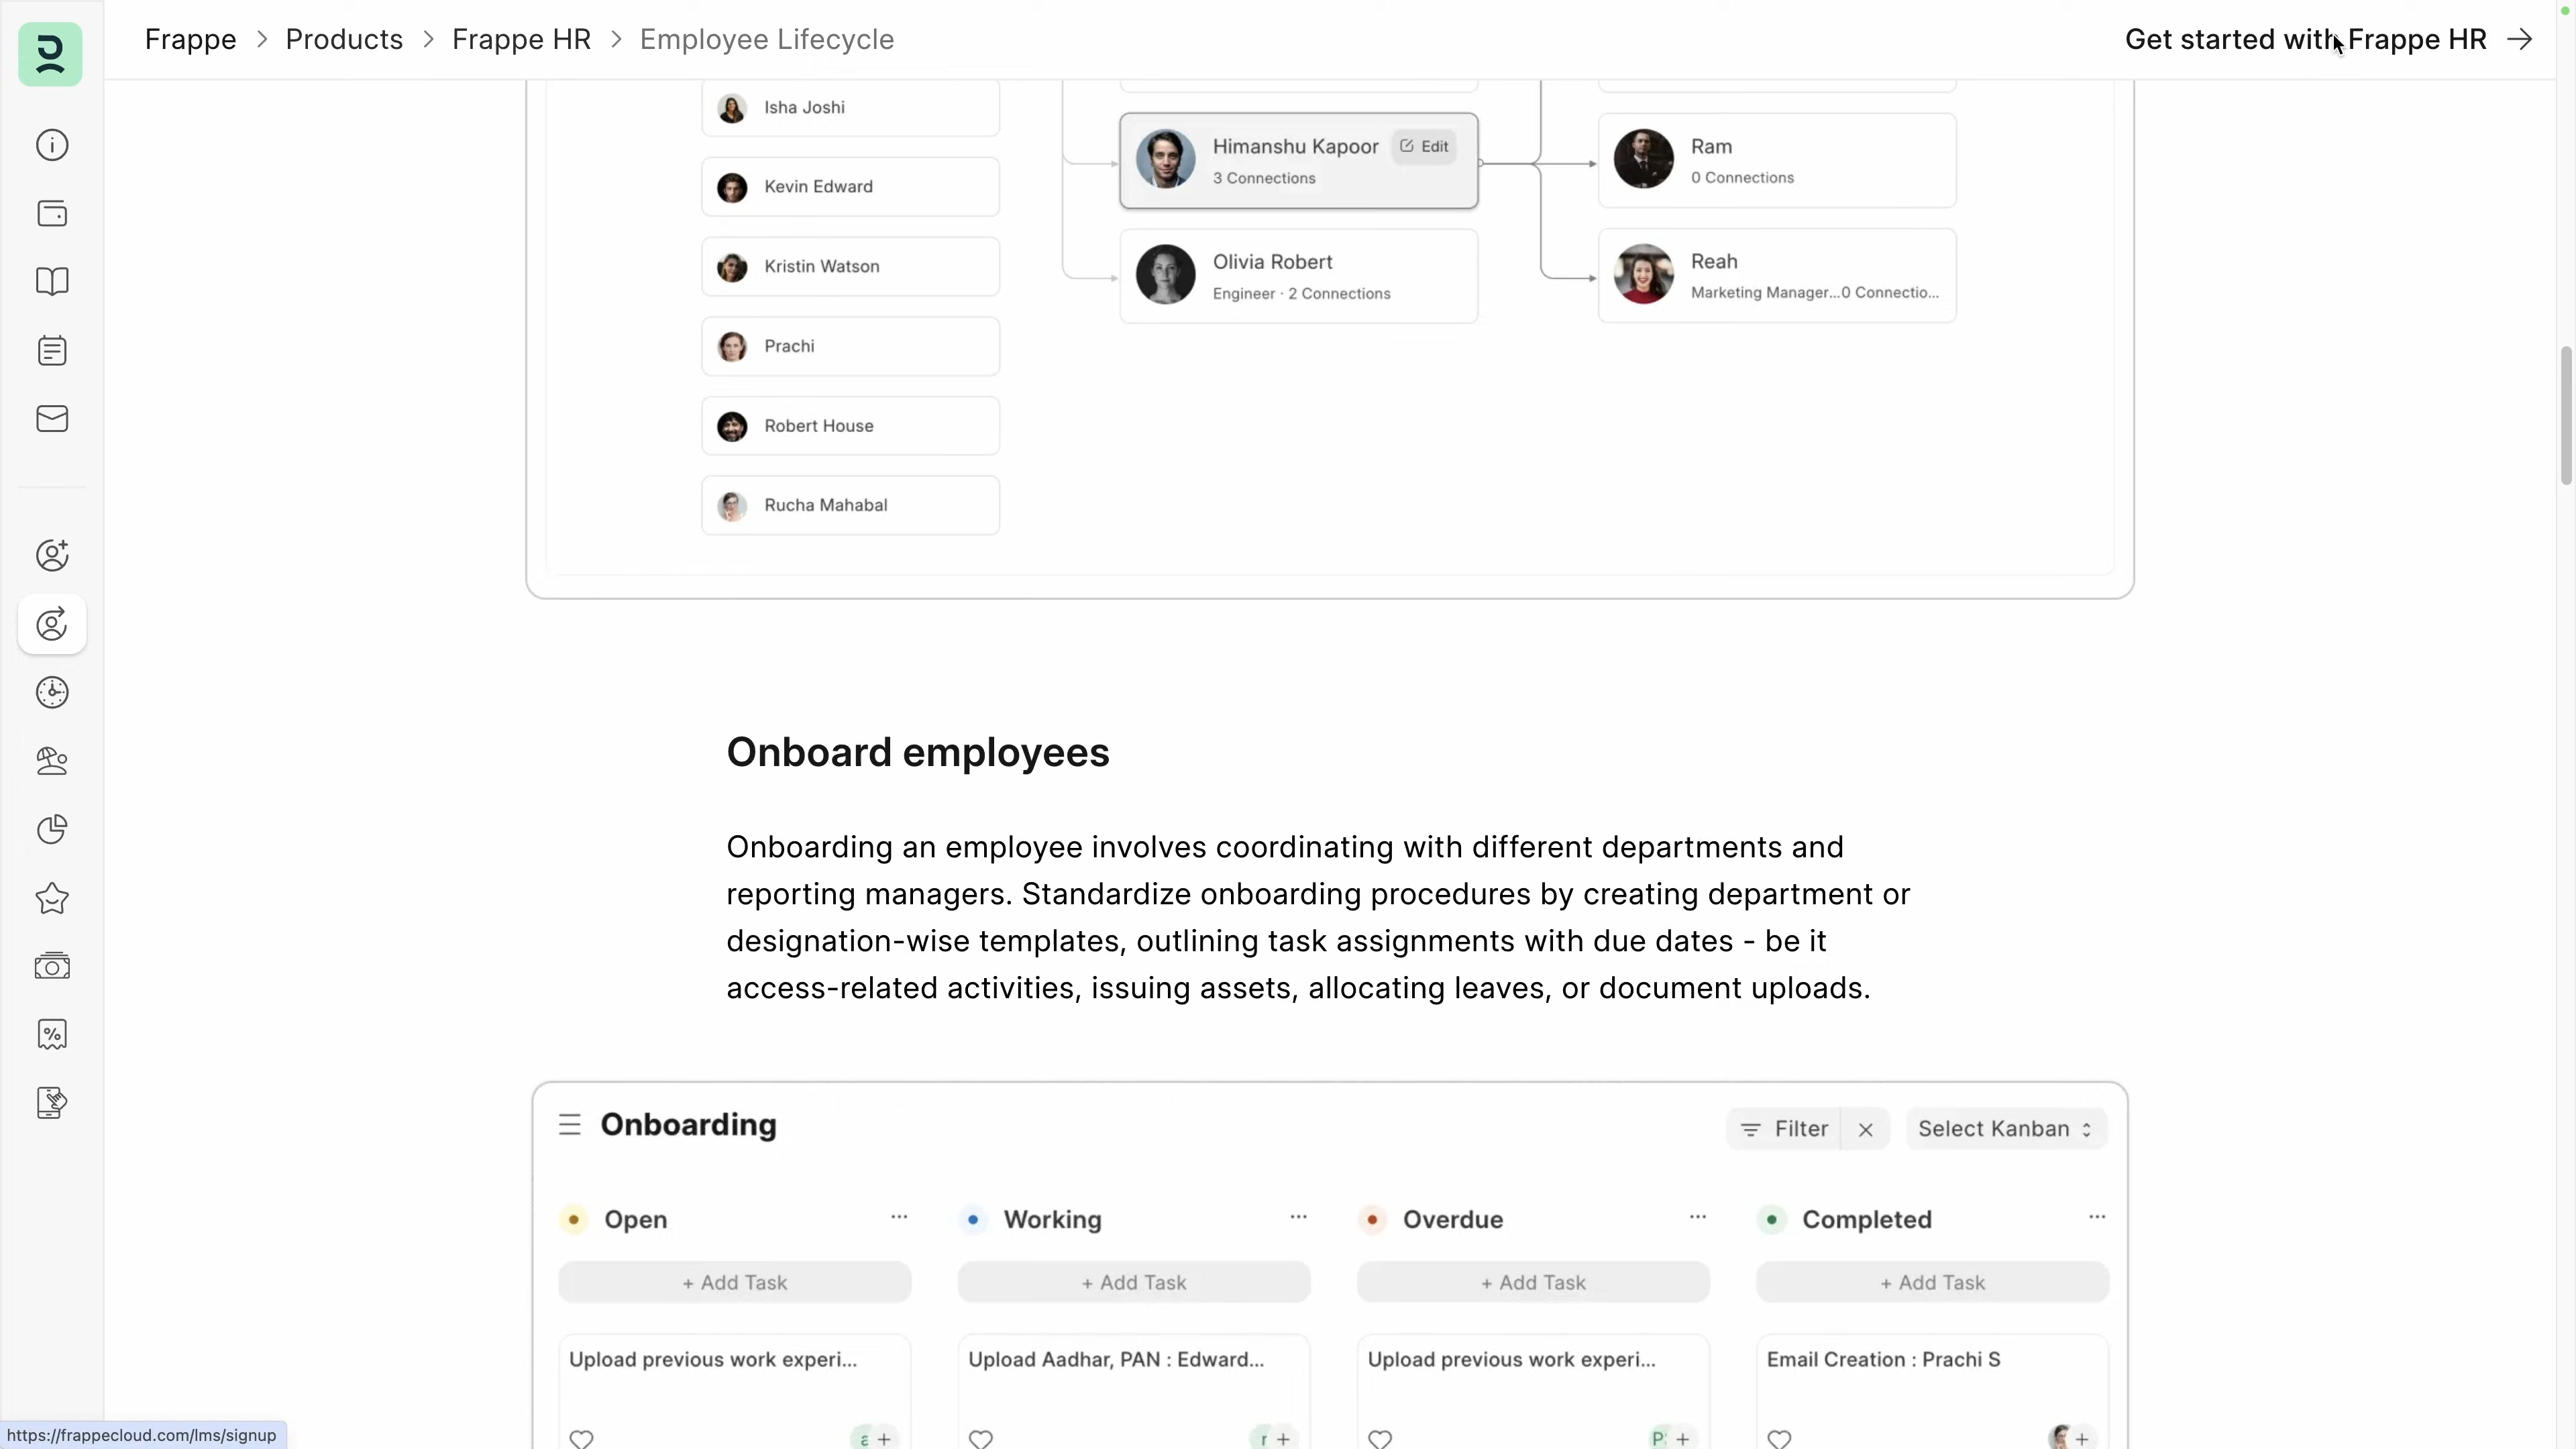 Frappe > Products > Frappe HR > Employee Lifecycle
Get started with Frappe HR →
Isha Joshi
Kevin Edward
Kristin Watson
Prachi
Robert House
Rucha Mahabal
Himanshu Kapoor
Edit
3 Connections
Olivia Robert
Engineer · 2 Connections
Ram
0 Connections
Reah
Marketing Manager...0 Connectio...
Onboard employees
Onboarding an employee involves coordinating with different departments and
reporting managers. Standardize onboarding procedures by creating department or
designation-wise templates, outlining task assignments with due dates - be it
access-related activities, issuing assets, allocating leaves, or document uploads.
Onboarding
Filter
Select Kanban
Open
Working
Overdue
Completed
+ Add Task
+ Add Task
+ Add Task
+ Add Task
Upload previous work experi...
Upload Aadhar, PAN : Edward...
Upload previous work experi...
Email Creation : Prachi S
https://frappecloud.com/lms/signup